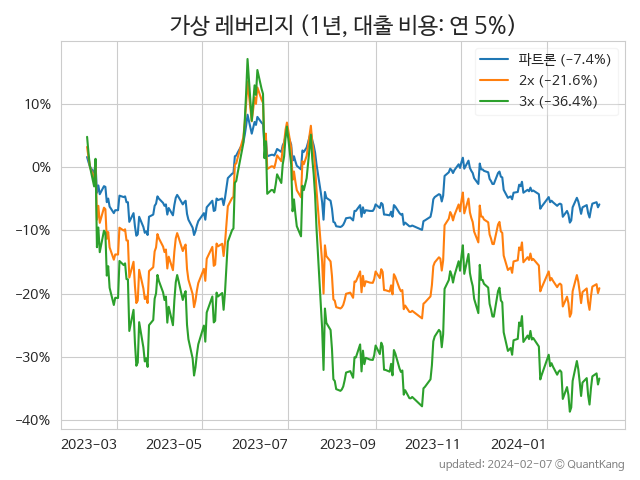 가상 레버리지 (1년, 대출 비용: 연 5%)
파트론 (−7.4%)
2x (−21.6%)
3x (−36.4%)
10%
0%
−10%
−20%
−30%
−40%
2023−03 2023−05 2023−07 2023−09 2023−11 2024−01
updated: 2024−02−07 © QuantKang